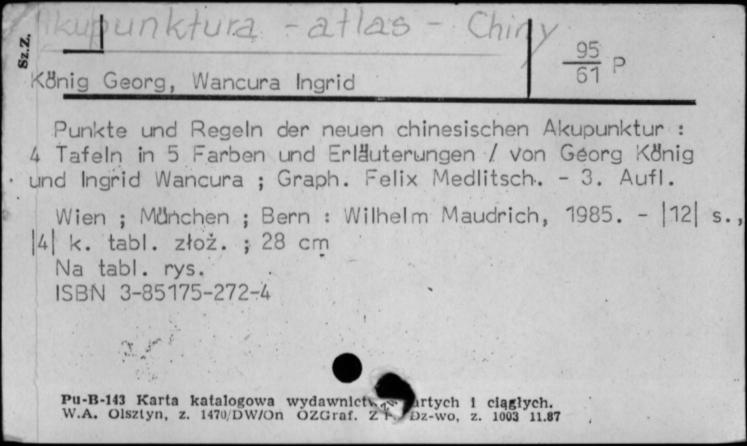 Akupunktura - atlas - Chiny
Sz.Z.
95
61 P
König Georg, Wancura Ingrid
Punkte und Regeln der neuen chinesischen Akupunktur :
4 Tafeln in 5 Farben und Erläuterungen / von Georg König
und Ingrid Wancura ; Graph. Felix Medlitsch. - 3. Aufl.
Wien ; München ; Bern : Wilhelm Maudrich, 1985. - |12| s.,
|4| k. tabl. złoż. ; 28 cm
Na tabl. rys.
ISBN 3-85175-272-4
Pu-B-143 Karta katalogowa wydawnictw artych i ciągłych.
W.A. Olsztyn, z. 1470/DW/On OZGraf. Z Dz-wo, z. 1003 11.87